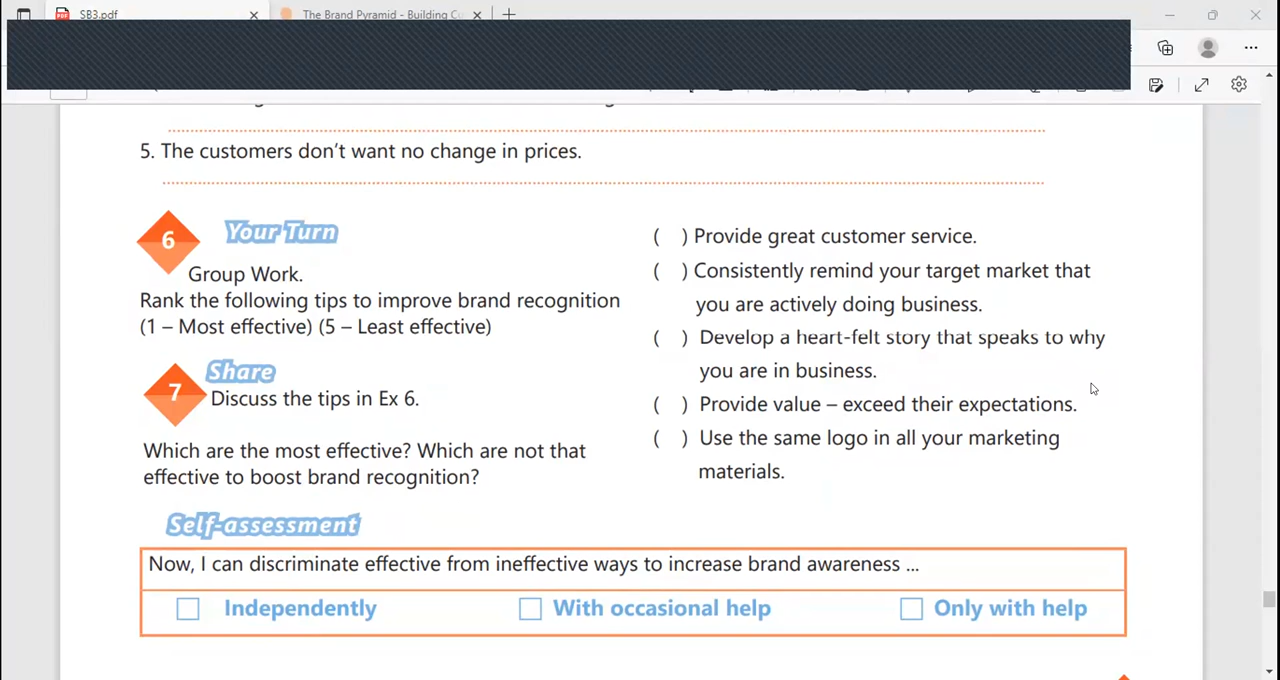 SB3.pdf
The Brand Pyramid - Building Cu
5. The customers don't want no change in prices.
6
Your Turn
Group Work.
Rank the following tips to improve brand recognition
(1 – Most effective) (5 – Least effective)
7
Share
Discuss the tips in Ex 6.
Which are the most effective? Which are not that
effective to boost brand recognition?
( ) Provide great customer service.
( ) Consistently remind your target market that
you are actively doing business.
( ) Develop a heart-felt story that speaks to why
you are in business.
( ) Provide value – exceed their expectations.
( ) Use the same logo in all your marketing
materials.
Self-assessment
Now, I can discriminate effective from ineffective ways to increase brand awareness ...
Independently
With occasional help
Only with help